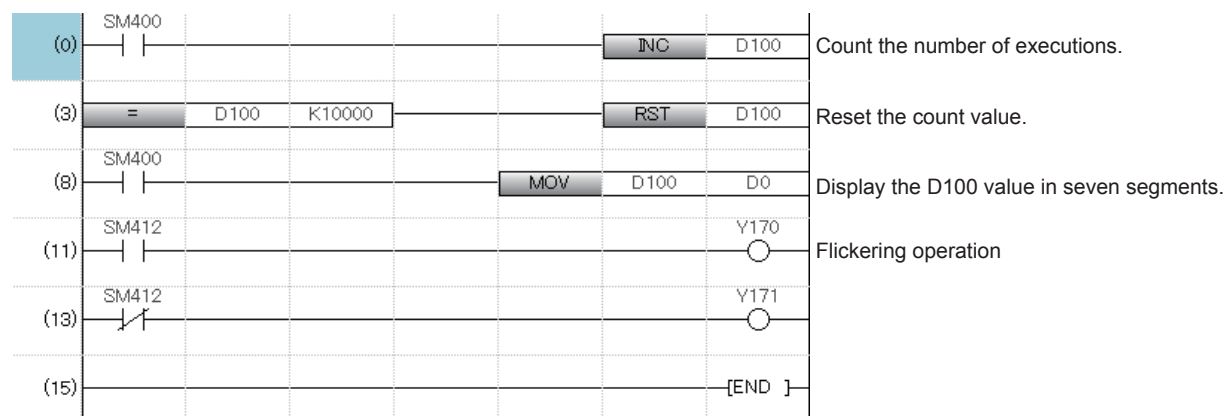 SM400
(0) INC D100 Count the number of executions.
(3) = D100 K10000 RST D100 Reset the count value.
SM400
(8) MOV D100 D0 Display the D100 value in seven segments.
SM412 Y170
(11) Flickering operation
SM412 Y171
(13)
(15) [END ]